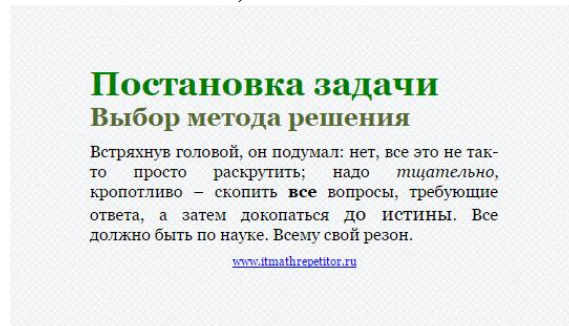 Постановка задачи
Выбор метода решения
Встряхнув головой, он подумал: нет, все это не так-
то просто раскрутить; надо тщательно,
кропотливо – скопить все вопросы, требующие
ответа, а затем докопаться до истины. Все
должно быть по науке. Всему свой резон.
www.itmathrepetitor.ru